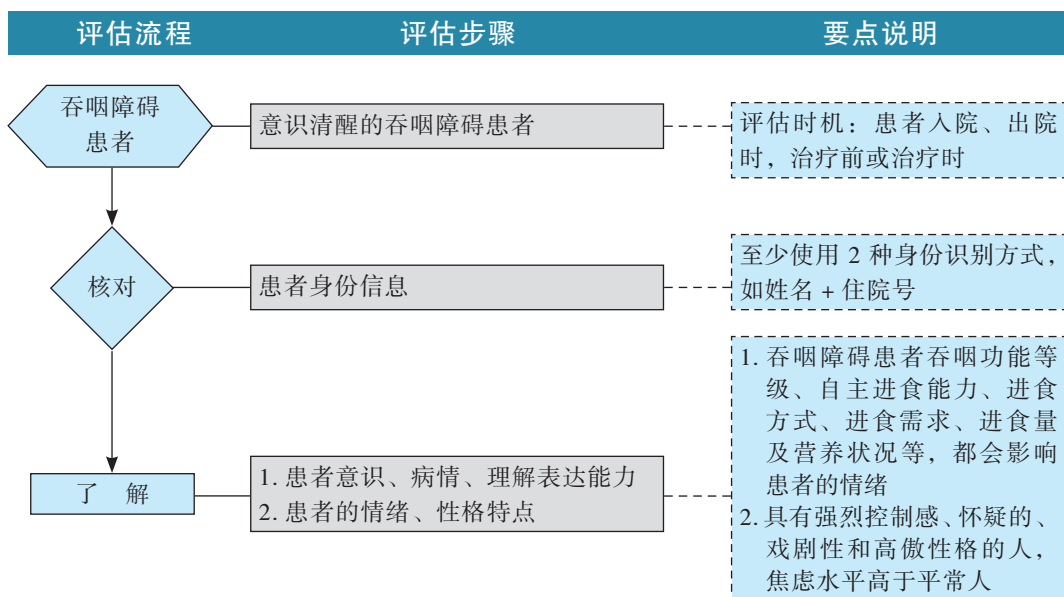 评估流程 评估步骤 要点说明
吞咽障碍
患者
意识清醒的吞咽障碍患者
评估时机：患者入院、出院
时，治疗前或治疗时
核对
患者身份信息
至少使用 2 种身份识别方式，
如姓名 + 住院号
了 解
1. 患者意识、病情、理解表达能力
2. 患者的情绪、性格特点
1. 吞咽障碍患者吞咽功能等
级、自主进食能力、进食
方式、进食需求、进食量
及营养状况等，都会影响
患者的情绪
2. 具有强烈控制感、怀疑的、
戏剧性和高傲性格的人，
焦虑水平高于平常人